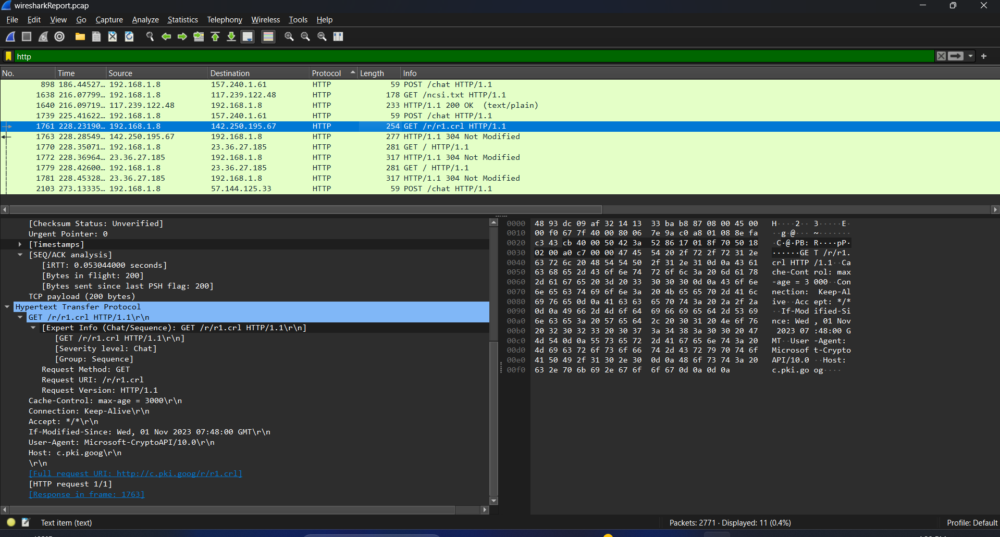 wiresharkReport.pcap
File Edit View Go Capture Analyze Statistics Telephony Wireless Tools Help
http
No. Time Source Destination Protocol Length Info
898 186.44527… 192.168.1.8 157.240.1.61 HTTP 59 POST /chat HTTP/1.1
1638 216.07799… 192.168.1.8 117.239.122.48 HTTP 178 GET /ncsi.txt HTTP/1.1
1640 216.09719… 117.239.122.48 192.168.1.8 HTTP 233 HTTP/1.1 200 OK (text/plain)
1739 225.41622… 192.168.1.8 157.240.1.61 HTTP 59 POST /chat HTTP/1.1
1761 228.23190… 192.168.1.8 142.250.195.67 HTTP 254 GET /r/r1.crl HTTP/1.1
1763 228.28549… 142.250.195.67 192.168.1.8 HTTP 277 HTTP/1.1 304 Not Modified
1770 228.35071… 192.168.1.8 23.36.27.185 HTTP 281 GET / HTTP/1.1
1772 228.36964… 23.36.27.185 192.168.1.8 HTTP 317 HTTP/1.1 304 Not Modified
1779 228.42600… 192.168.1.8 23.36.27.185 HTTP 281 GET / HTTP/1.1
1781 228.45328… 23.36.27.185 192.168.1.8 HTTP 317 HTTP/1.1 304 Not Modified
2103 273.13335… 192.168.1.8 57.144.125.33 HTTP 59 POST /chat HTTP/1.1
[Checksum Status: Unverified]
Urgent Pointer: 0
[Timestamps]
[SEQ/ACK analysis]
[iRTT: 0.053044000 seconds]
[Bytes in flight: 200]
[Bytes sent since last PSH flag: 200]
TCP payload (200 bytes)
Hypertext Transfer Protocol
GET /r/r1.crl HTTP/1.1\r\n
[Expert Info (Chat/Sequence): GET /r/r1.crl HTTP/1.1\r\n]
[GET /r/r1.crl HTTP/1.1\r\n]
[Severity level: Chat]
[Group: Sequence]
Request Method: GET
Request URI: /r/r1.crl
Request Version: HTTP/1.1
Cache-Control: max-age = 3000\r\n
Connection: Keep-Alive\r\n
Accept: */*\r\n
If-Modified-Since: Wed, 01 Nov 2023 07:48:00 GMT\r\n
User-Agent: Microsoft-CryptoAPI/10.0\r\n
Host: c.pki.goog\r\n
\r\n
[Full request URI: http://c.pki.goog/r/r1.crl]
[HTTP request 1/1]
[Response in frame: 1763]
0000 48 93 dc 09 af 32 14 13 33 ba b8 87 08 00 45 00 H····2·· 3·····E·
0010 00 f0 67 7f 40 00 80 06 7e 9a c0 a8 01 08 8e fa ··g·@··· ~·······
0020 c3 43 cb 40 00 50 42 3a 52 86 17 01 8f 70 50 18 ·C·@·PB: R····pP·
0030 02 00 a0 c7 00 00 47 45 54 20 2f 72 2f 72 31 2e ······GE T /r/r1.
0040 63 72 6c 20 48 54 54 50 2f 31 2e 31 0d 0a 43 61 crl HTTP /1.1··Ca
0050 63 68 65 2d 43 6f 6e 74 72 6f 6c 3a 20 6d 61 78 che-Cont rol: max
0060 2d 61 67 65 20 3d 20 33 30 30 30 0d 0a 43 6f 6e -age = 3 000··Con
0070 6e 65 63 74 69 6f 6e 3a 20 4b 65 65 70 2d 41 6c nection: Keep-Al
0080 69 76 65 0d 0a 41 63 63 65 70 74 3a 20 2a 2f 2a ive··Acc ept: */*
0090 0d 0a 49 66 2d 4d 6f 64 69 66 69 65 64 2d 53 69 ··If-Mod ified-Si
00a0 6e 63 65 3a 20 57 65 64 2c 20 30 31 20 4e 6f 76 nce: Wed , 01 Nov
00b0 20 32 30 32 33 20 30 37 3a 34 38 3a 30 30 20 47 2023 07 :48:00 G
00c0 4d 54 0d 0a 55 73 65 72 2d 41 67 65 6e 74 3a 20 MT··User -Agent:
00d0 4d 69 63 72 6f 73 6f 66 74 2d 43 72 79 70 74 6f Microsof t-Crypto
00e0 41 50 49 2f 31 30 2e 30 0d 0a 48 6f 73 74 3a 20 API/10.0 ··Host:
00f0 63 2e 70 6b 69 2e 67 6f 6f 67 0d 0a 0d 0a c.pki.go og····
Text item (text)
Packets: 2771 · Displayed: 11 (0.4%)
Profile: Default